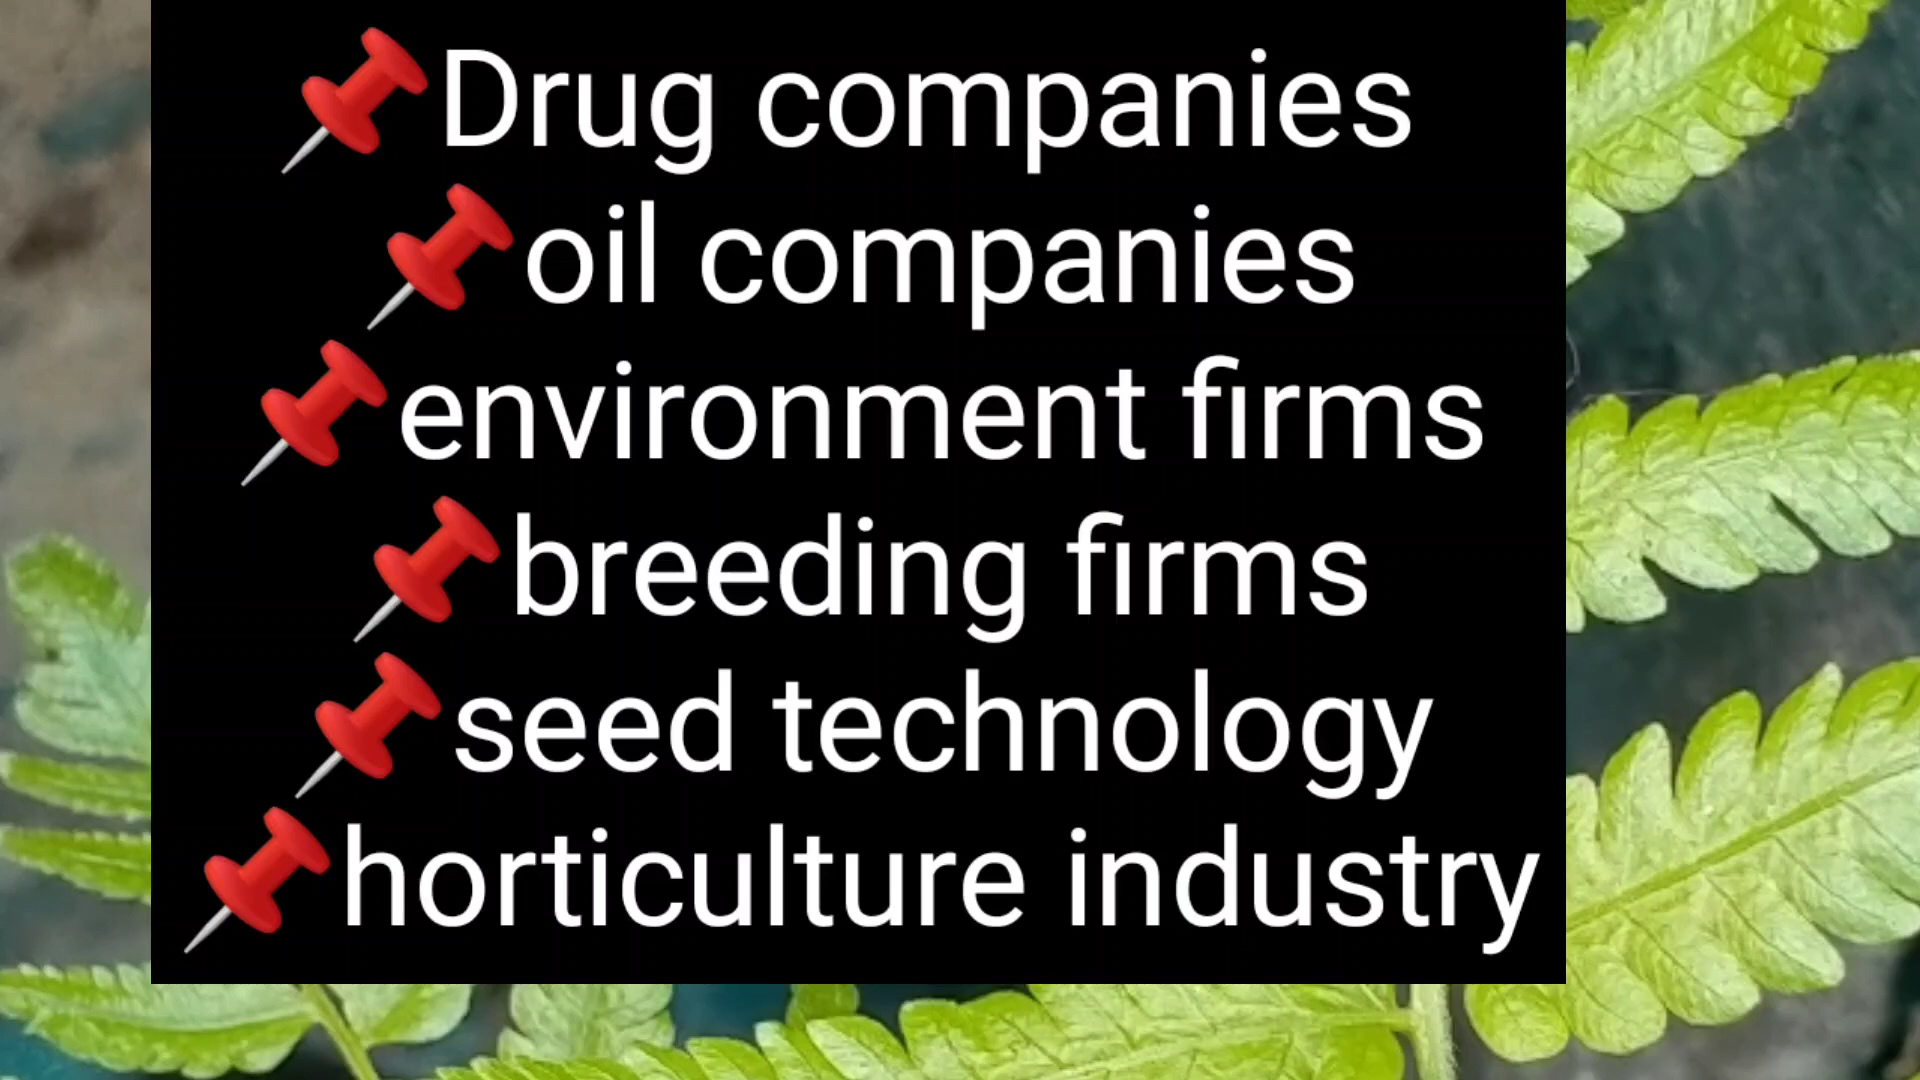 📌Drug companies
📌oil companies
📌environment firms
📌breeding firms
📌seed technology
📌horticulture industry